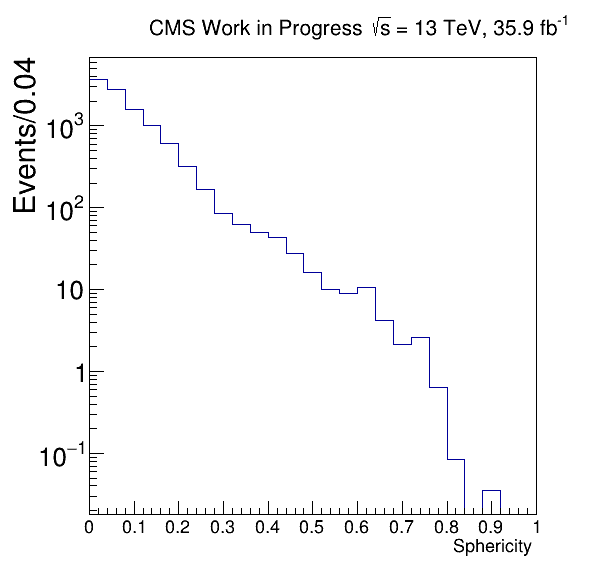 CMS Work in Progress √s = 13 TeV, 35.9 fb⁻¹
Events/0.04
10³
10²
10
1
10⁻¹
0 0.1 0.2 0.3 0.4 0.5 0.6 0.7 0.8 0.9 1
Sphericity